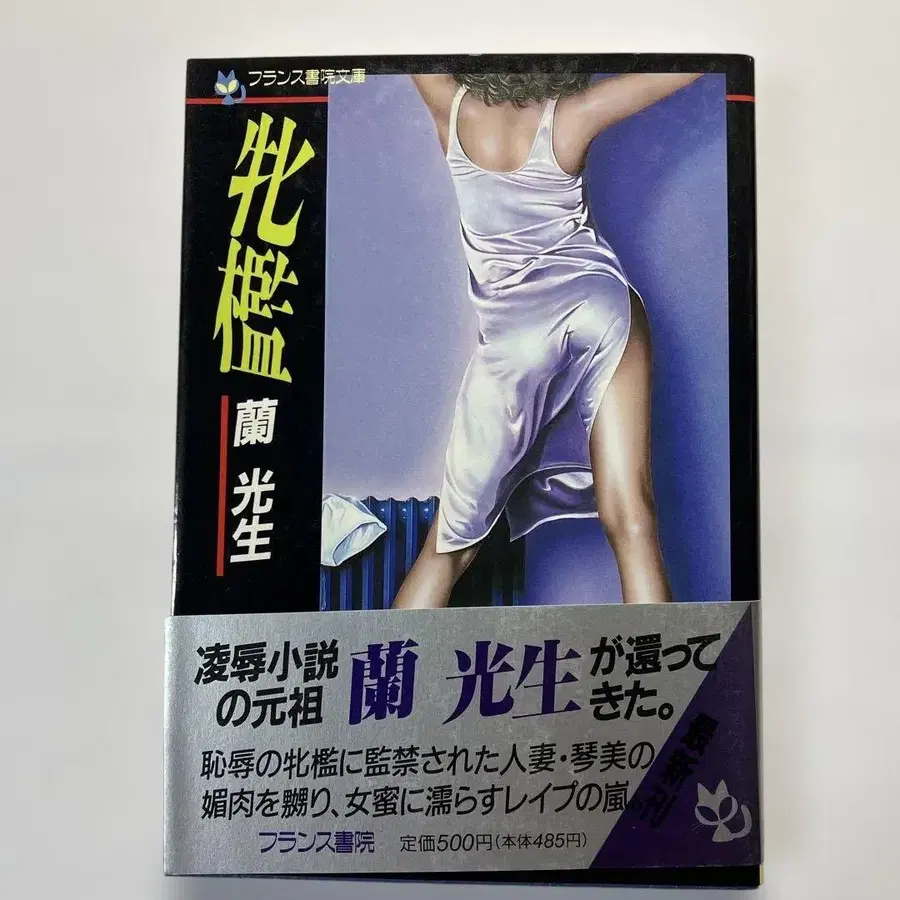 フランス書院文庫
牝檻
蘭 光生
凌辱小説
の元祖
蘭 光生
が還って
きた。
恥辱の牝檻に監禁された人妻・琴美の
媚肉を嬲り、女蜜に濡らすレイプの嵐。
最新刊
フランス書院 定価500円(本体485円)